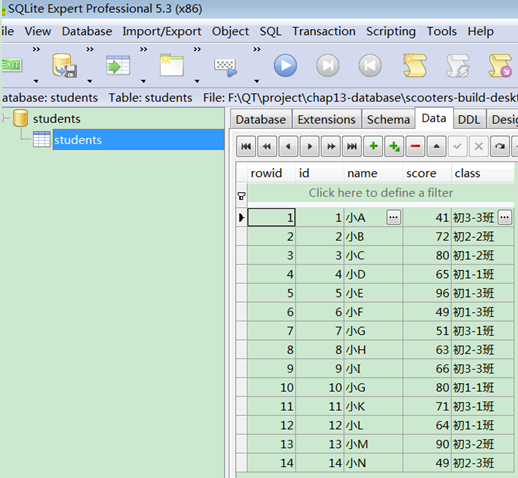 SQLite Expert Professional 5.3 (x86)
ile View Database Import/Export Object SQL Transaction Scripting Tools Help
atabase: students Table: students File: F:\QT\project\chap13-database\scooters-build-deskt
students
students
Database Extensions Schema Data DDL Desig
rowid id name score class
Click here to define a filter
1 1 小A 41 初3-3班
2 2 小B 72 初2-2班
3 3 小C 80 初1-2班
4 4 小D 65 初1-1班
5 5 小E 96 初1-3班
6 6 小F 49 初1-3班
7 7 小G 51 初3-1班
8 8 小H 63 初2-3班
9 9 小I 66 初3-3班
10 10 小G 80 初1-1班
11 11 小K 71 初3-1班
12 12 小L 64 初1-1班
13 13 小M 90 初3-2班
14 14 小N 49 初2-3班